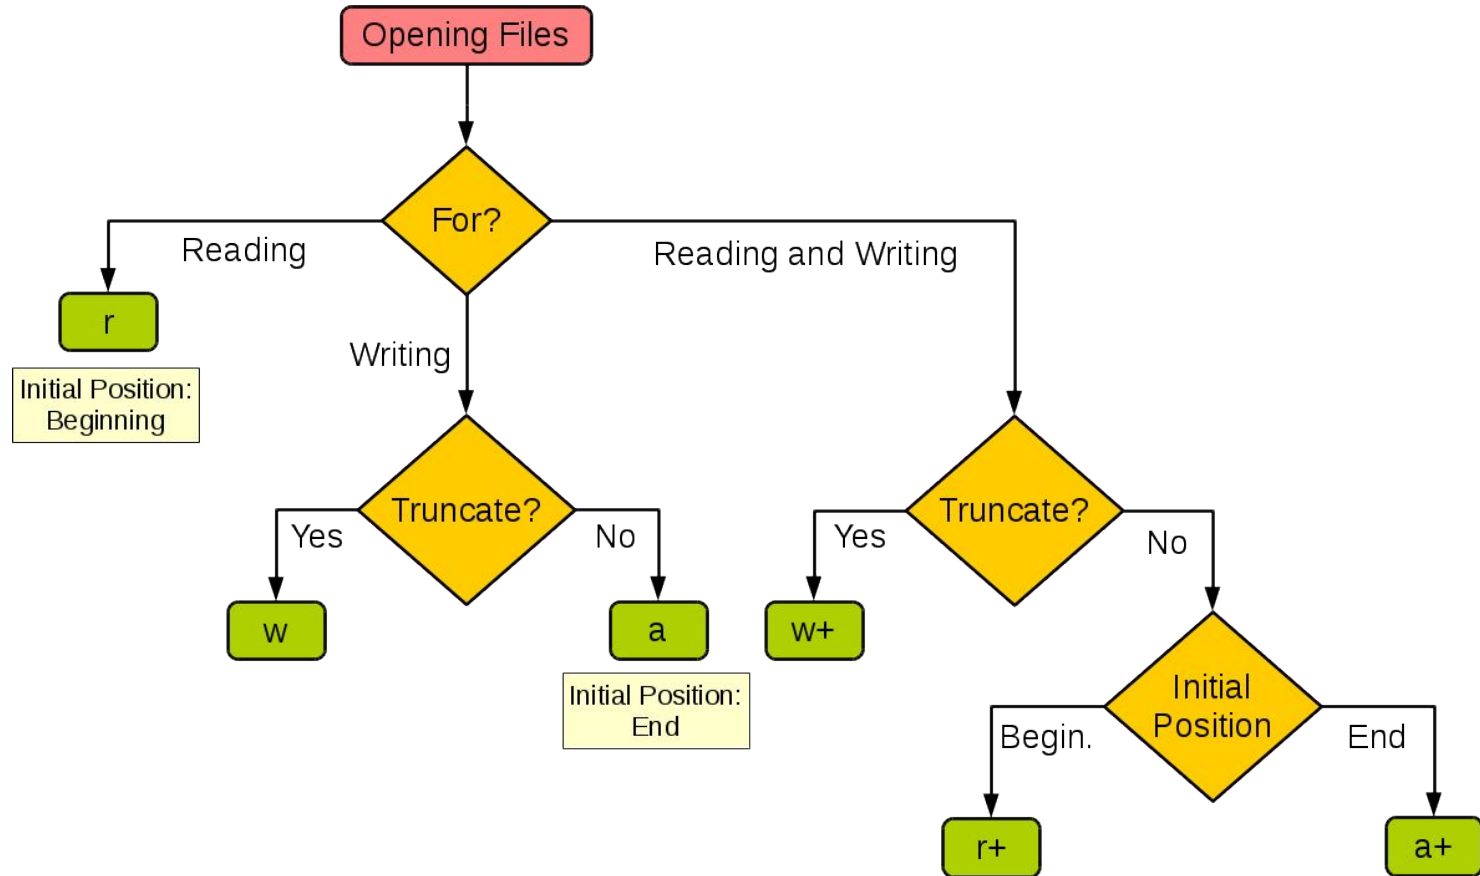 Opening Files
For?
Reading
Reading and Writing
r
Writing
Initial Position:
Beginning
Truncate?
Yes
No
w
a
Initial Position:
End
Truncate?
Yes
No
w+
Initial
Position
Begin.
End
r+
a+